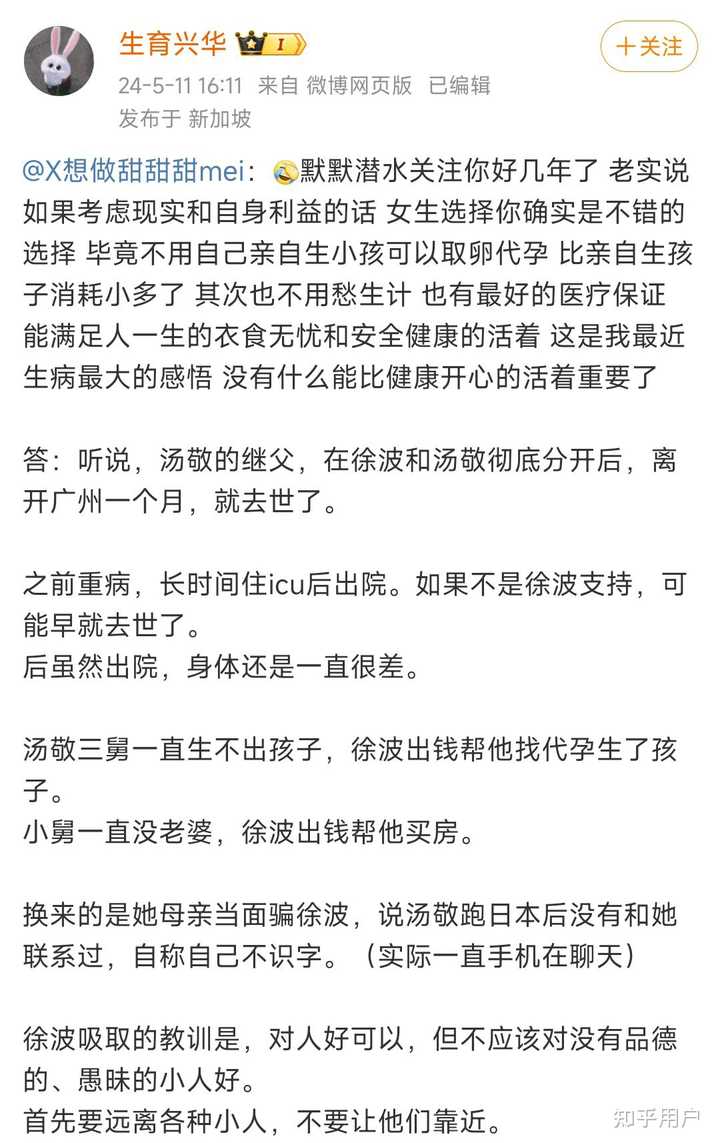 生育兴华
I
+关注
24-5-11 16:11 来自 微博网页版 已编辑
发布于 新加坡
@X想做甜甜甜mei：🤣默默潜水关注你好几年了 老实说
如果考虑现实和自身利益的话 女生选择你确实是不错的
选择 毕竟不用自己亲自生小孩可以取卵代孕 比亲自生孩
子消耗小多了 其次也不用愁生计 也有最好的医疗保证
能满足人一生的衣食无忧和安全健康的活着 这是我最近
生病最大的感悟 没有什么能比健康开心的活着重要了
答：听说，汤敬的继父，在徐波和汤敬彻底分开后，离
开广州一个月，就去世了。
之前重病，长时间住icu后出院。如果不是徐波支持，可
能早就去世了。
后虽然出院，身体还是一直很差。
汤敬三舅一直生不出孩子，徐波出钱帮他找代孕生了孩
子。
小舅一直没老婆，徐波出钱帮他买房。
换来的是她母亲当面骗徐波，说汤敬跑日本后没有和她
联系过，自称自己不识字。（实际一直手机在聊天）
徐波吸取的教训是，对人好可以，但不应该对没有品德
的、愚昧的小人好。
首先要远离各种小人，不要让他们靠近。
知乎用户